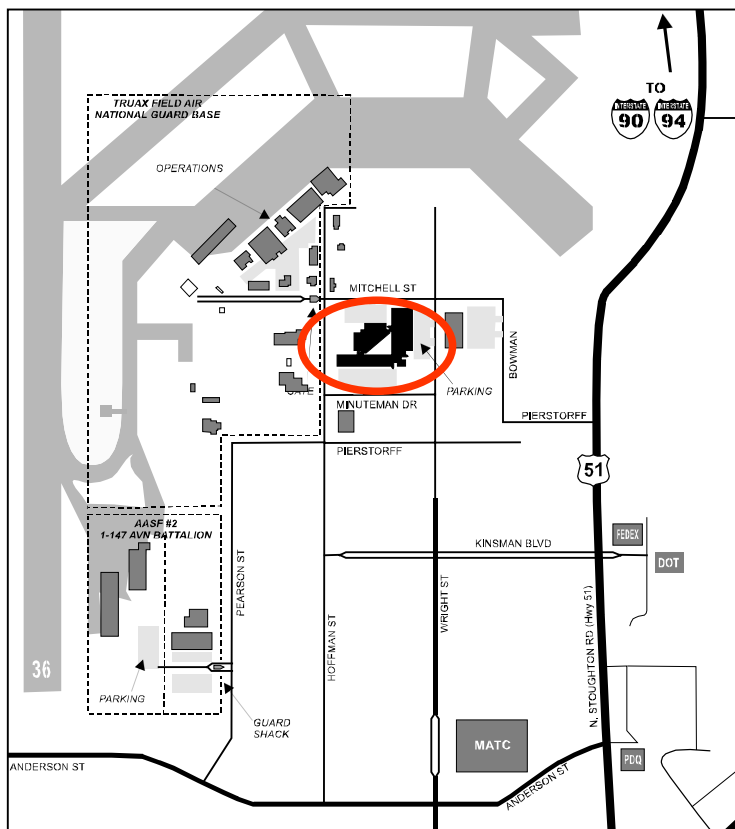 TO
INTERSTATE
90
INTERSTATE
94
TRUAX FIELD AIR
NATIONAL GUARD BASE
OPERATIONS
MITCHELL ST
BOWMAN
GATE
PARKING
MINUTEMAN DR
PIERSTORFF
PIERSTORFF
51
AASF #2
1-147 AVN BATTALION
FEDEX
KINSMAN BLVD
DOT
PEARSON ST
HOFFMAN ST
WRIGHT ST
N. STOUGHTON RD (Hwy 51)
36
PARKING
GUARD
SHACK
MATC
PDQ
ANDERSON ST
ANDERSON ST